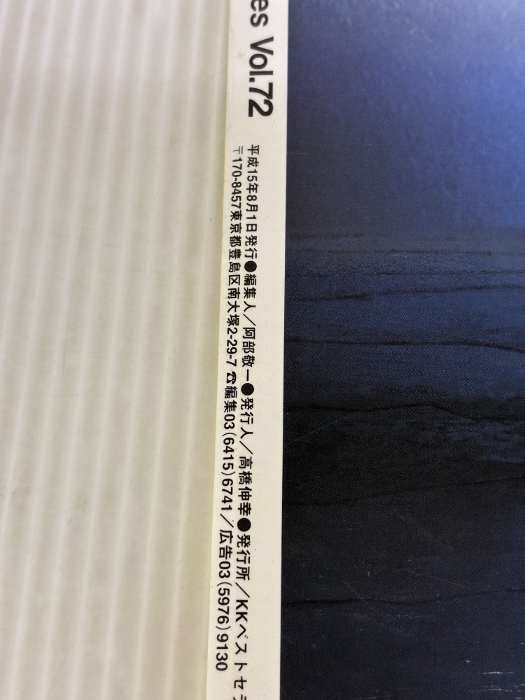 es Vol.72
平成15年8月1日発行●編集人／阿部敬一●発行人／高橋伸幸●発行所／KKベストセラ
〒170-8457東京都豊島区南大塚2-29-7 ☎編集03(6415)6741／広告03(5976)9130